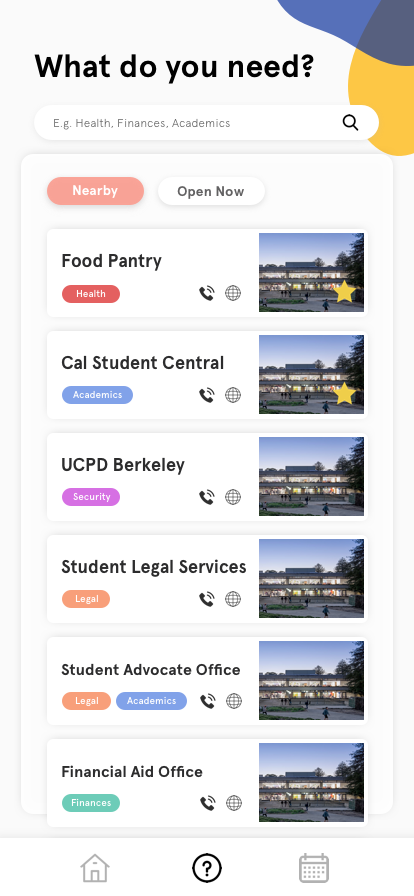 What do you need?
E.g. Health, Finances, Academics
Nearby Open Now
Food Pantry
Health
Cal Student Central
Academics
UCPD Berkeley
Security
Student Legal Services
Legal
Student Advocate Office
Legal Academics
Financial Aid Office
Finances
?